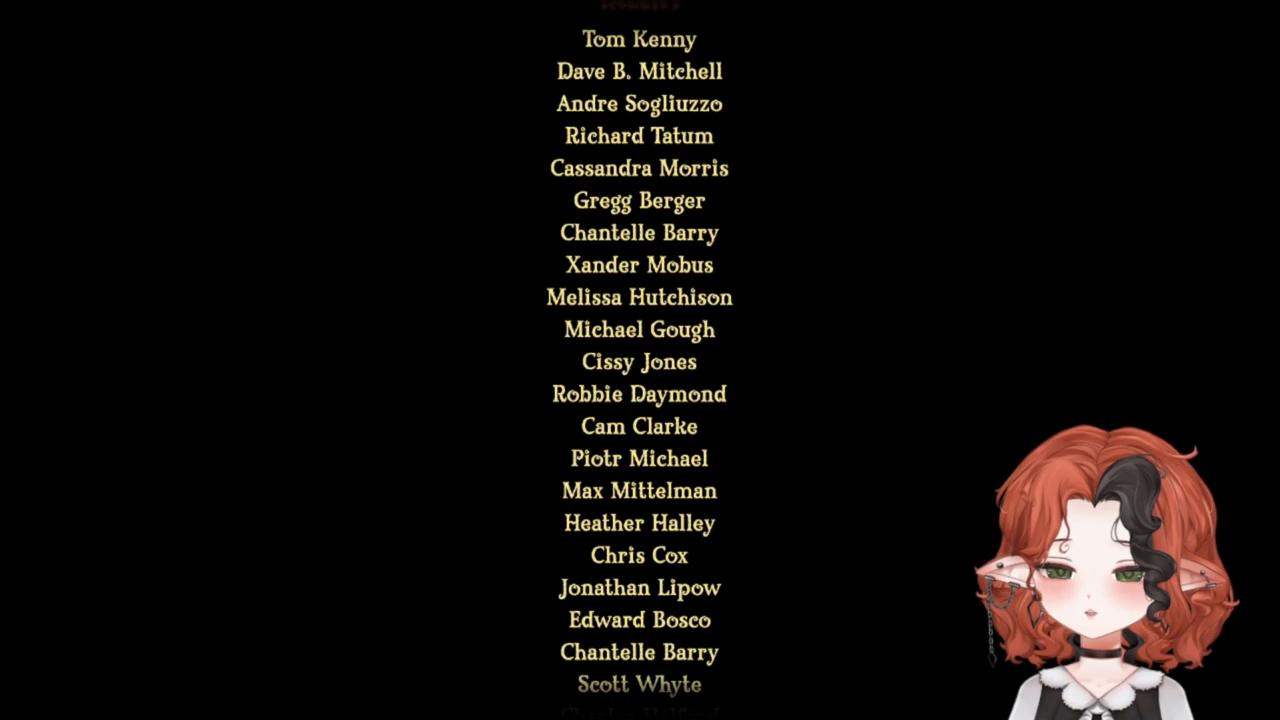 Tom Kenny
Dave B. Mitchell
Andre Sogliuzzo
Richard Tatum
Cassandra Morris
Gregg Berger
Chantelle Barry
Xander Mobus
Melissa Hutchison
Michael Gough
Cissy Jones
Robbie Daymond
Cam Clarke
Piotr Michael
Max Mittelman
Heather Halley
Chris Cox
Jonathan Lipow
Edward Bosco
Chantelle Barry
Scott Whyte